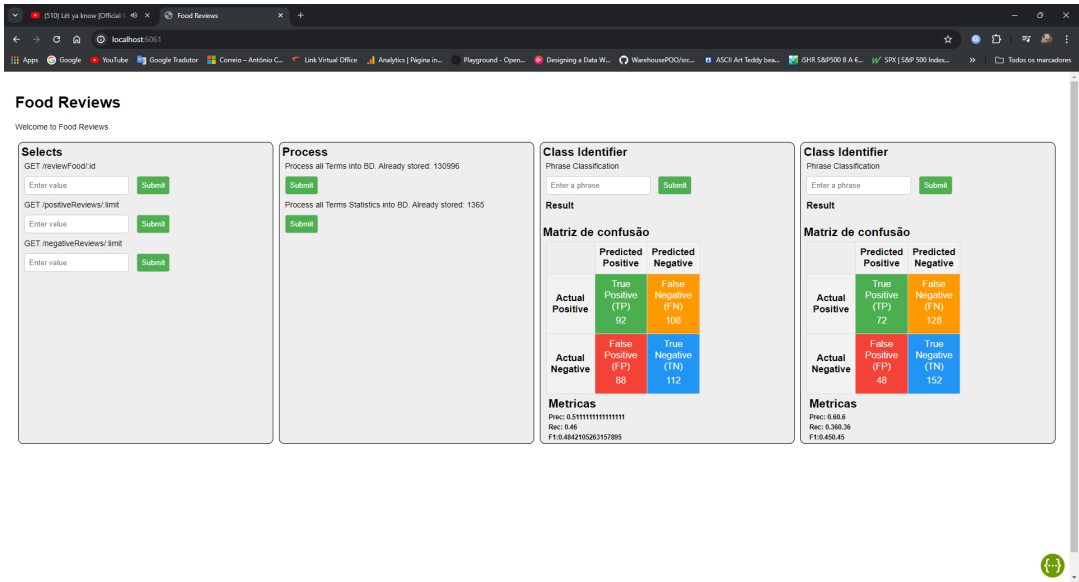 (510) Lèt ya know [Official
Food Reviews
localhost:6061
Apps
Google
YouTube
Google Tradutor
Correio – António C...
Link Virtual Office
Analytics | Página in...
Playground - Open...
Designing a Data W...
WarehousePOO/src...
ASCII Art Teddy bea...
iSHR S&P500 B A €...
SPX | S&P 500 Index...
Todos os marcadores
Food Reviews
Welcome to Food Reviews
Selects
GET /reviewFood/:id
Enter value
Submit
GET /positiveReviews/:limit
Enter value
Submit
GET /negativeReviews/:limit
Enter value
Submit
Process
Process all Terms into BD. Already stored: 130996
Submit
Process all Terms Statistics into BD. Already stored: 1365
Submit
Class Identifier
Phrase Classification
Enter a phrase
Submit
Result
Matriz de confusão
Predicted
Positive
Predicted
Negative
Actual
Positive
True
Positive
(TP)
92
False
Negative
(FN)
108
Actual
Negative
False
Positive
(FP)
88
True
Negative
(TN)
112
Metricas
Prec: 0.5111111111111111
Rec: 0.46
F1:0.4842105263157895
Class Identifier
Phrase Classification
Enter a phrase
Submit
Result
Matriz de confusão
Predicted
Positive
Predicted
Negative
Actual
Positive
True
Positive
(TP)
72
False
Negative
(FN)
128
Actual
Negative
False
Positive
(FP)
48
True
Negative
(TN)
152
Metricas
Prec: 0.60.6
Rec: 0.360.36
F1:0.450.45